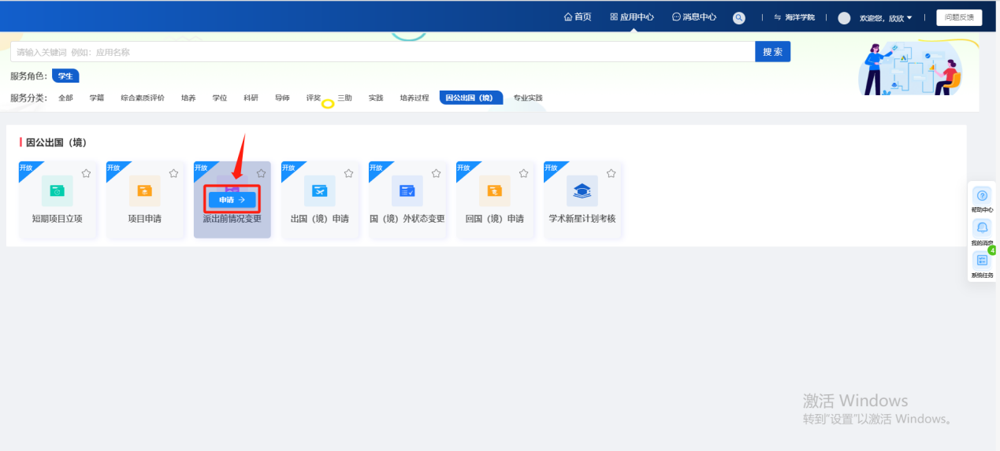 首页 应用中心 消息中心 海洋学院 欢迎您，欣欣 问题反馈
请输入关键词 例如：应用名称 搜 索
服务角色： 学生
服务分类： 全部 学籍 综合素质评价 培养 学位 科研 导师 评奖 三助 实践 培养过程 因公出国（境） 专业实践
因公出国（境）
开放 开放 开放 开放 开放 开放 开放
申请
短期项目立项 项目申请 派出前情况变更 出国（境）申请 国（境）外状态变更 回国（境）申请 学术新星计划考核
帮助中心
我的消息
4
系统任务
激活 Windows
转到"设置"以激活 Windows。